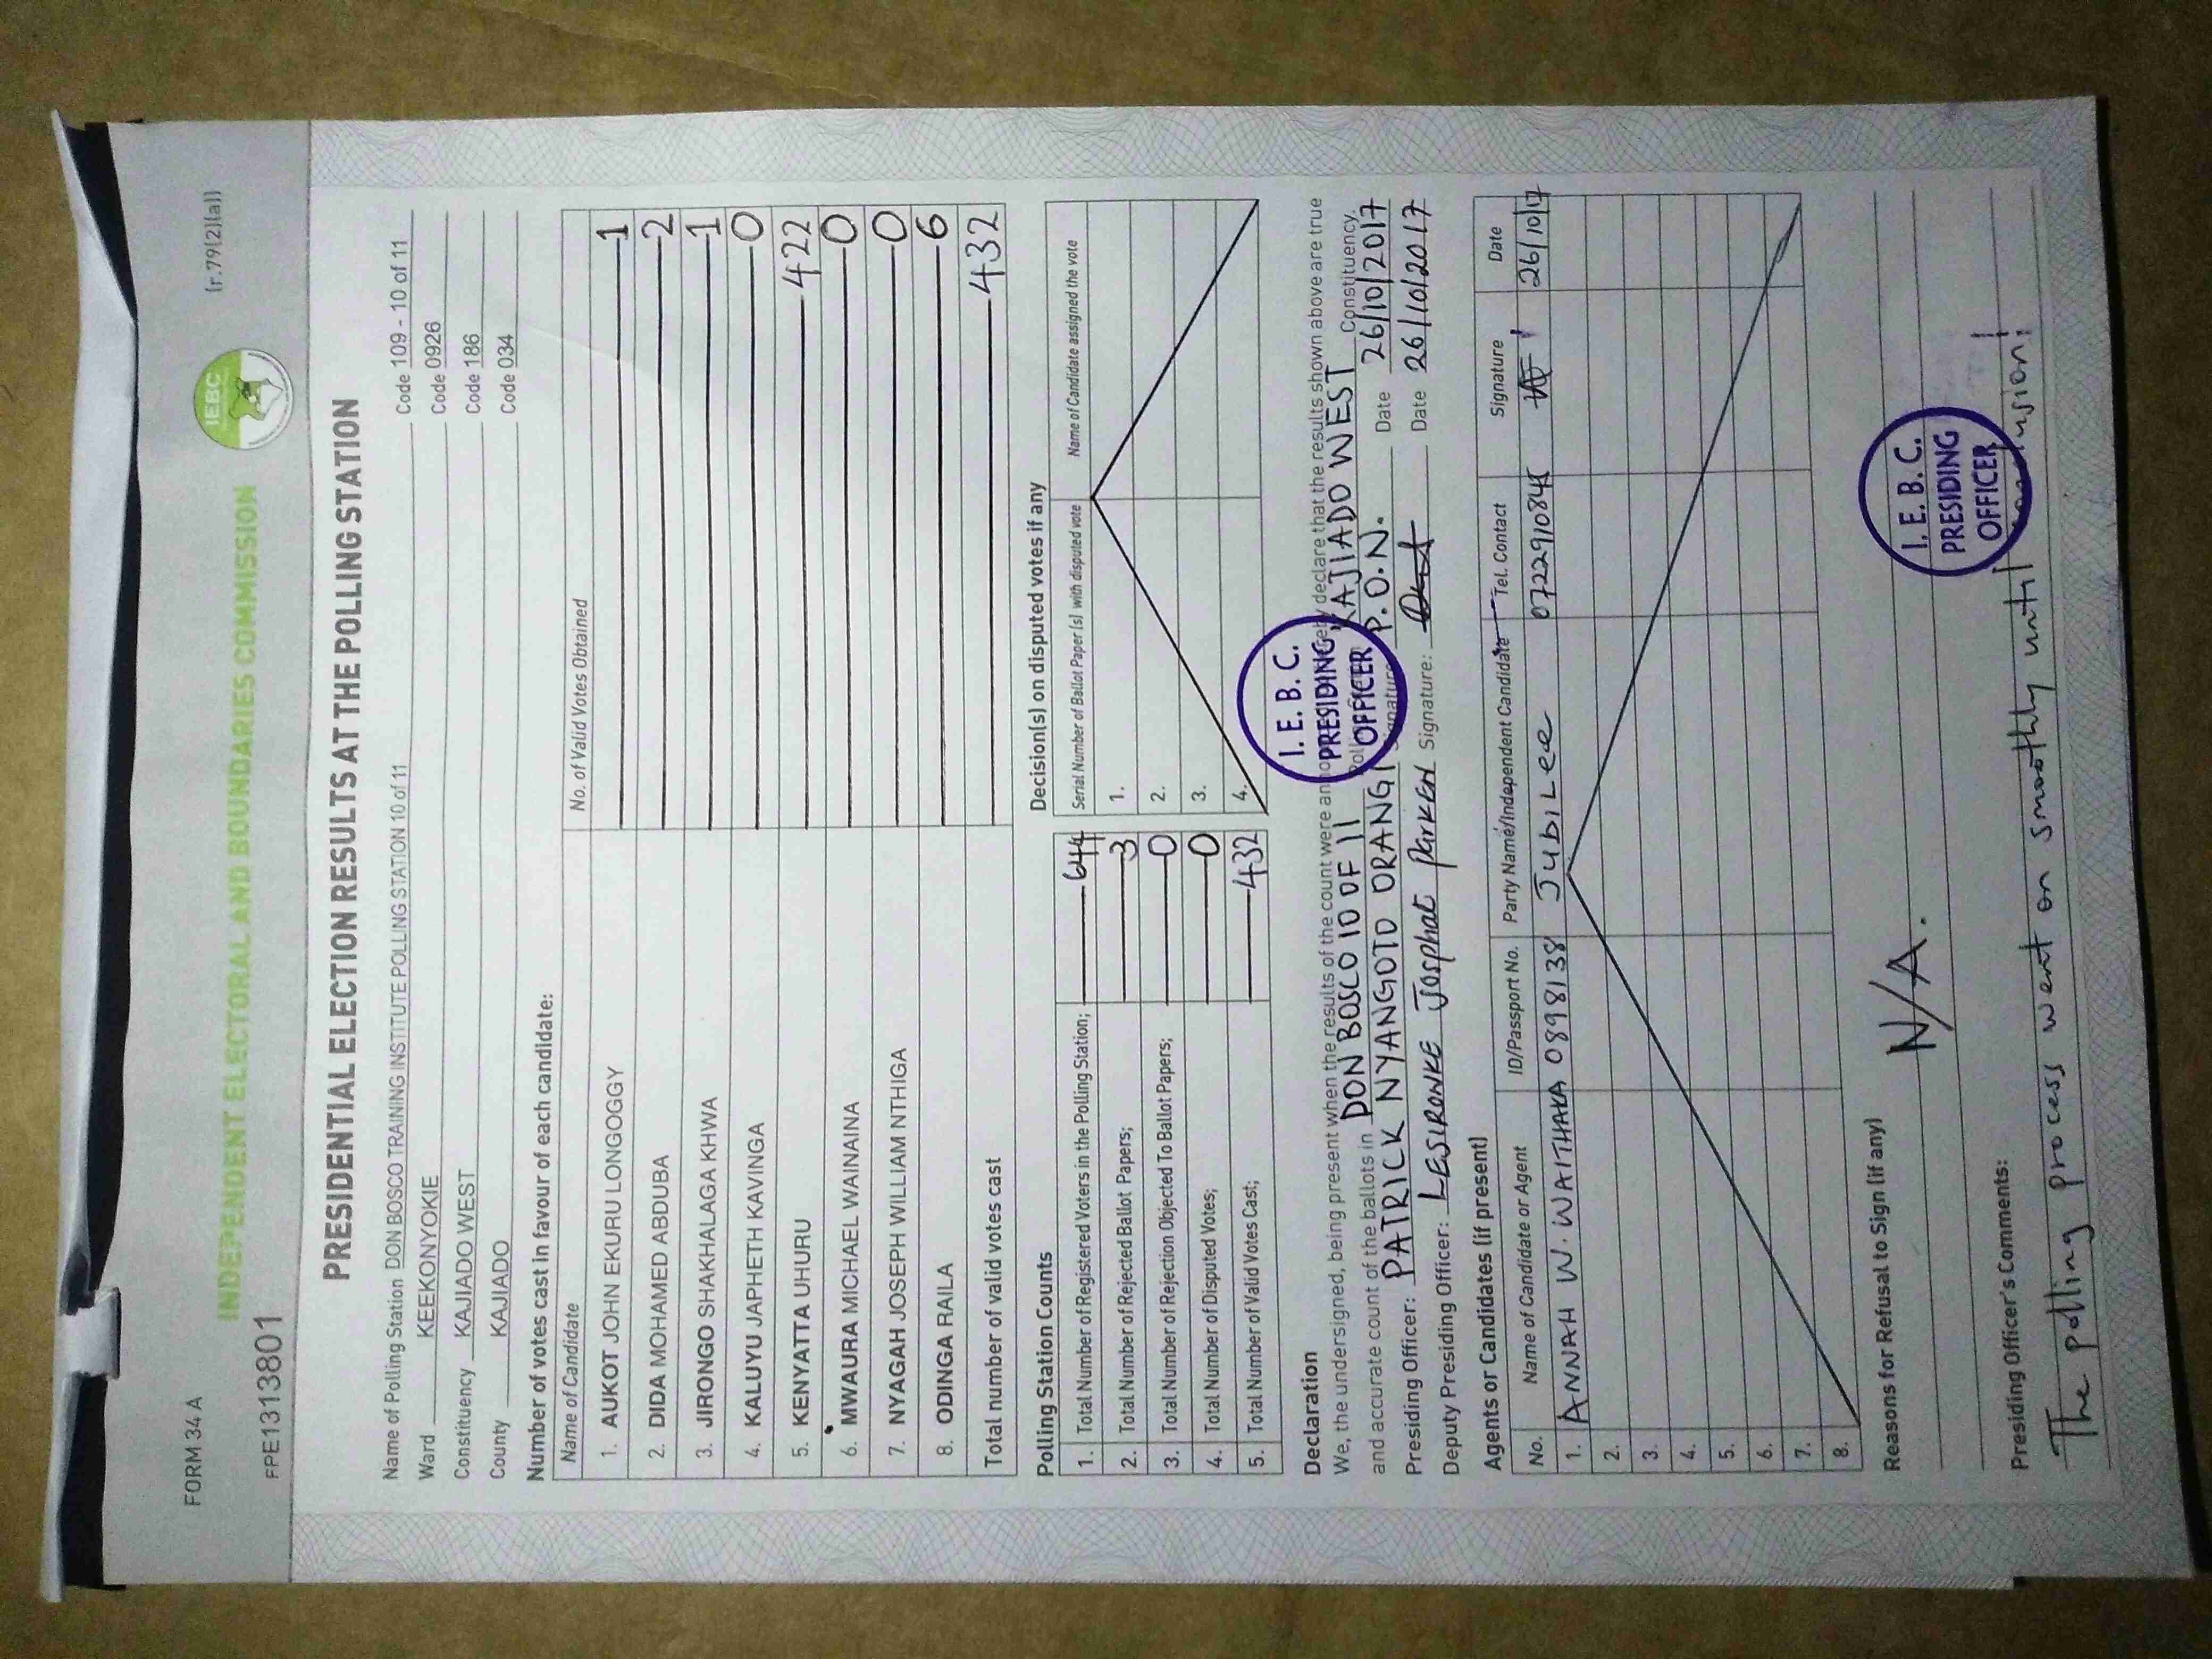 FORM 34 A
(r.79(2)(a))
IEBC
INDEPENDENT ELECTORAL AND BOUNDARIES COMMISSION
FPE1313801
PRESIDENTIAL ELECTION RESULTS AT THE POLLING STATION
Name of Polling Station DON BOSCO TRAINING INSTITUTE POLLING STATION 10 of 11 Code 109 - 10 of 11
Ward KEEKONYOKIE Code 0926
Constituency KAJIADO WEST Code 186
County KAJIADO Code 034
Number of votes cast in favour of each candidate:
Name of Candidate No. of Valid Votes Obtained
1. AUKOT JOHN EKURU LONGOGGY 1
2. DIDA MOHAMED ABDUBA 2
3. JIRONGO SHAKHALAGA KHWA 1
4. KALUYU JAPHETH KAVINGA 0
5. KENYATTA UHURU 422
6. MWAURA MICHAEL WAINAINA 0
7. NYAGAH JOSEPH WILLIAM NTHIGA 0
8. ODINGA RAILA 6
Total number of valid votes cast 432
Polling Station Counts
1. Total Number of Registered Voters in the Polling Station; 644
2. Total Number of Rejected Ballot Papers; 3
3. Total Number of Rejection Objected To Ballot Papers; 0
4. Total Number of Disputed Votes; 0
5. Total Number of Valid Votes Cast; 432
Decision(s) on disputed votes if any
Serial Number of Ballot Paper (s) with disputed vote Name of Candidate assigned the vote
1.
2.
3.
4.
Declaration
We, the undersigned, being present when the results of the count were declare that the results shown above are true
and accurate count of the ballots in DON BOSCO 10 OF 11 KAJIADO WEST Constituency.
Presiding Officer: PATRICK NYANGOTO ORANGI P.O.N. Date 26/10/2017
Deputy Presiding Officer: LESIRONKE Josphat Parken Signature: Date 26/10/2017
I. E. B. C.
PRESIDING
OFFICER
Agents or Candidates (if present)
No. Name of Candidate or Agent ID/Passport No. Party Name/Independent Candidate Tel. Contact Signature Date
1. ANNAH W. WAITHAKA 0898138 JubiLee 26/10/17
2.
3.
4.
5.
6.
7.
8.
Reasons for Refusal to Sign (if any)
N/A.
I. E. B. C.
PRESIDING
OFFICER
Presiding Officer's Comments:
The polling process went on smoothly until